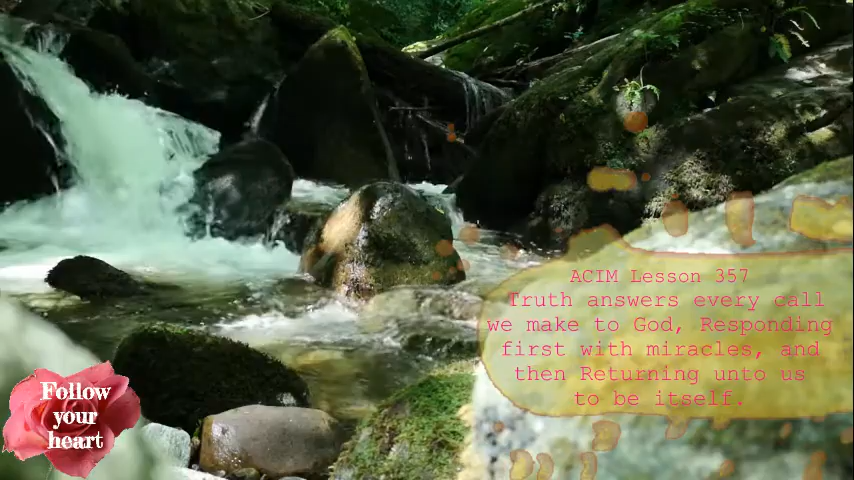 ACIM Lesson 357
Truth answers every call
we make to God, Responding
first with miracles, and
then Returning unto us
to be itself.
Follow
your
heart